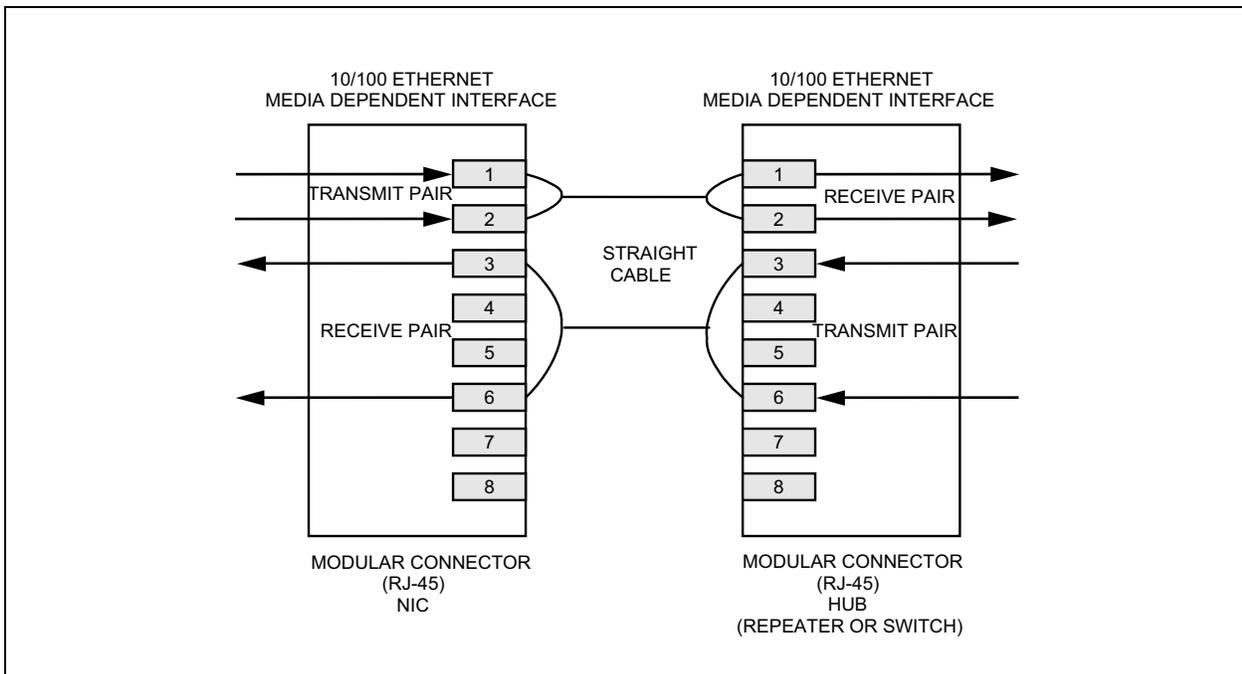 10/100 ETHERNET
MEDIA DEPENDENT INTERFACE
10/100 ETHERNET
MEDIA DEPENDENT INTERFACE
1
TRANSMIT PAIR
2
3
4
RECEIVE PAIR
5
6
7
8
STRAIGHT
CABLE
1
RECEIVE PAIR
2
3
4
TRANSMIT PAIR
5
6
7
8
MODULAR CONNECTOR
(RJ-45)
NIC
MODULAR CONNECTOR
(RJ-45)
HUB
(REPEATER OR SWITCH)